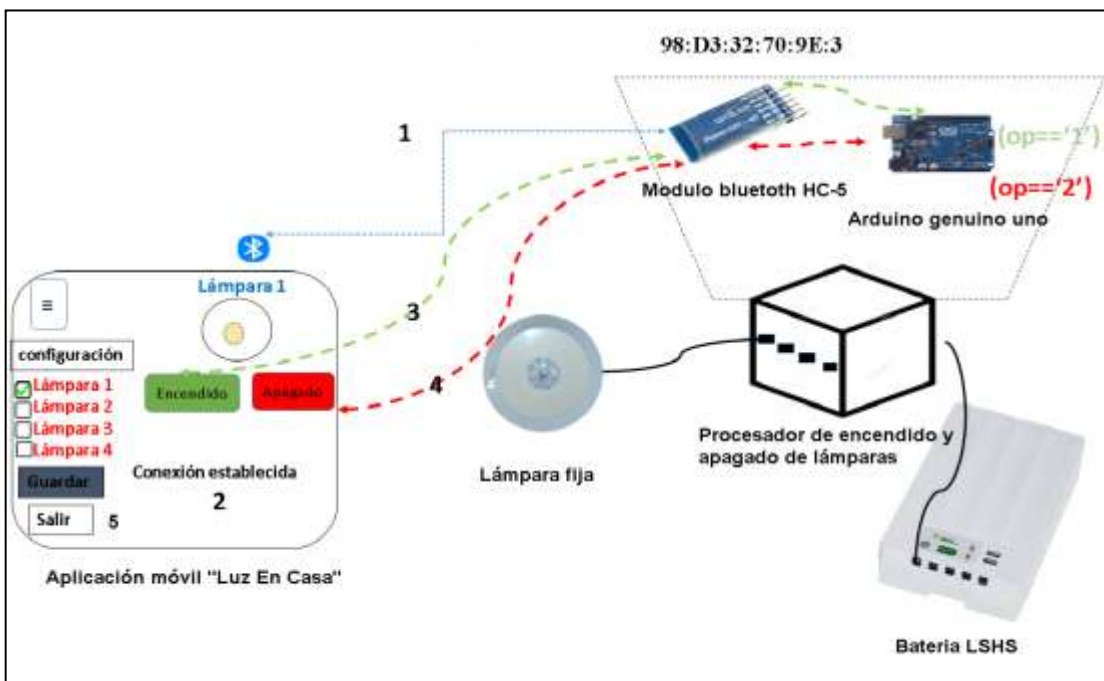 98:D3:32:70:9E:3
1
(op=='1')
(op=='2')
Modulo bluetoth HC-5
Arduino genuino uno
Lámpara 1
3
configuración
Lámpara 1
Lámpara 2
Lámpara 3
Lámpara 4
Encendido
Apagado
4
Guardar
Conexión establecida
2
Salir
5
Aplicación móvil "Luz En Casa"
Lámpara fija
Procesador de encendido y
apagado de lámparas
Bateria LSHS